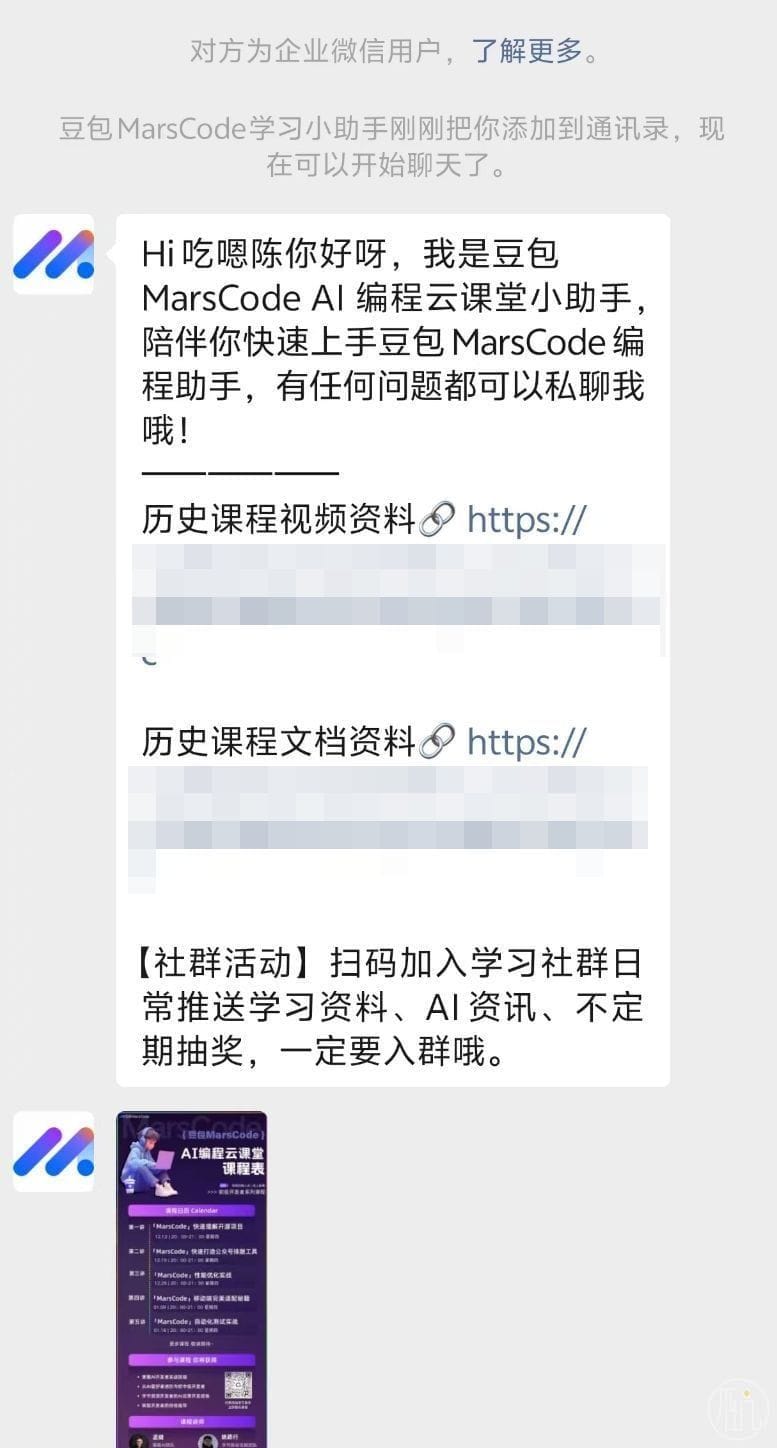 对方为企业微信用户，了解更多。
豆包MarsCode学习小助手刚刚把你添加到通讯录，现
在可以开始聊天了。
Hi 吃嗯陈你好呀，我是豆包
MarsCode AI 编程云课堂小助手，
陪伴你快速上手豆包 MarsCode 编
程助手，有任何问题都可以私聊我
哦！
——————
历史课程视频资料🔗 https://
历史课程文档资料🔗 https://
【社群活动】扫码加入学习社群日
常推送学习资料、AI 资讯、不定
期抽奖，一定要入群哦。
MarsCode
{ 豆包MarsCode }
AI编程云课堂
课程表
课程日历 Calendar
第一讲 「MarsCode」快速理解开源项目
第二讲 「MarsCode」快速打造公众号排版工具
第三讲 「MarsCode」性能优化实战
第四讲 「MarsCode」移动端完美适配秘籍
第五讲 「MarsCode」自动化测试实战
参与课程 你将获得
课程讲师